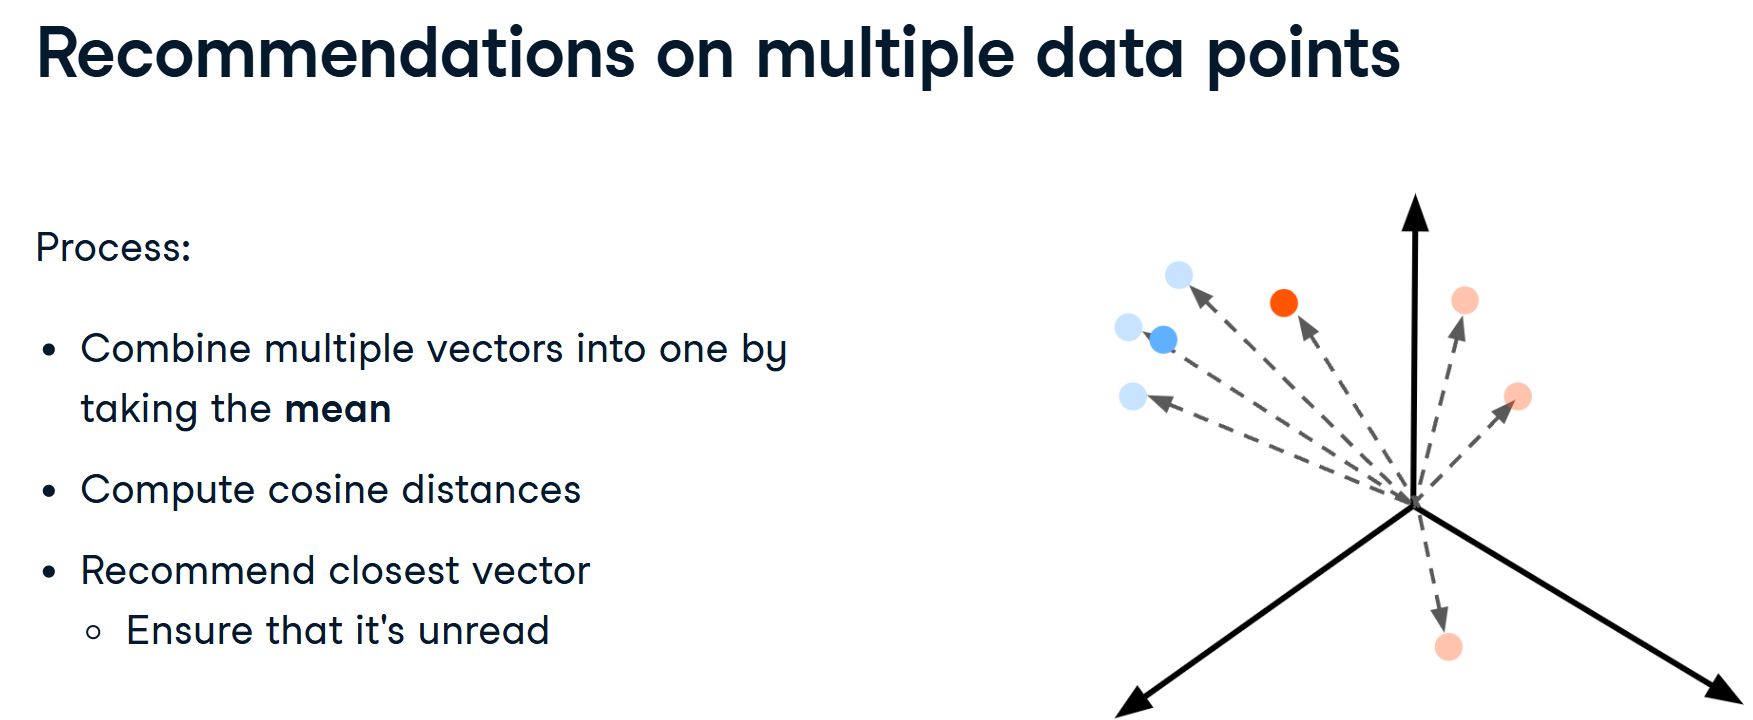 Recommendations on multiple data points
Process:
• Combine multiple vectors into one by
taking the mean
• Compute cosine distances
• Recommend closest vector
○ Ensure that it's unread